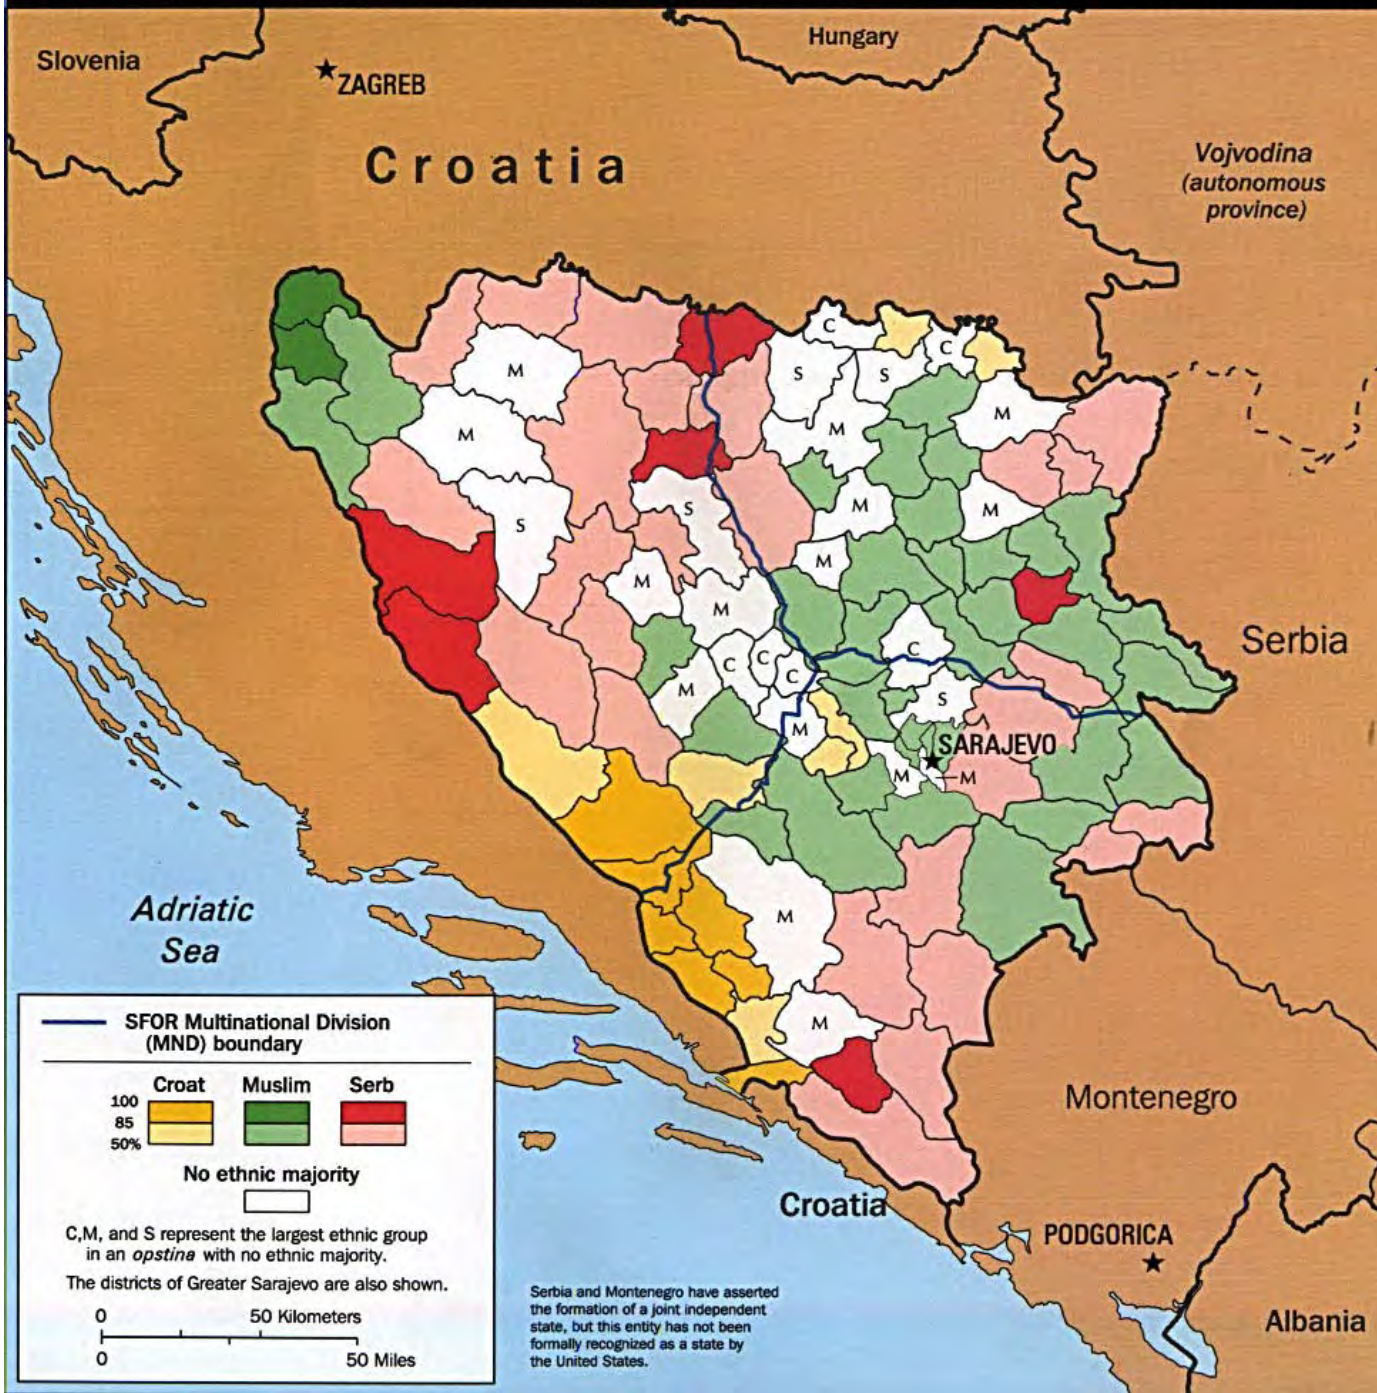 Slovenia
ZAGREB
Hungary
Croatia
Vojvodina
(autonomous
province)
C
C
S
S
M
M
M
M
S
S
M
M
M
M
M
C
C
C
C
M
S
M
SARAJEVO
M
M
Serbia
Adriatic
Sea
M
M
Montenegro
Croatia
PODGORICA
Albania
SFOR Multinational Division
(MND) boundary
Croat Muslim Serb
100
85
50%
No ethnic majority
C,M, and S represent the largest ethnic group
in an opstina with no ethnic majority.
The districts of Greater Sarajevo are also shown.
0 50 Kilometers
0 50 Miles
Serbia and Montenegro have asserted
the formation of a joint independent
state, but this entity has not been
formally recognized as a state by
the United States.